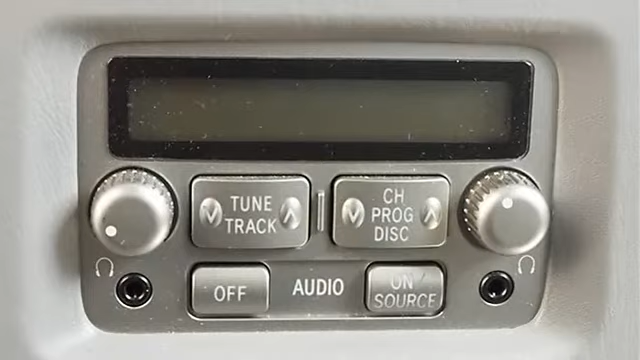 TUNE
TRACK
CH
PROG
DISC
OFF
AUDIO
ON
SOURCE